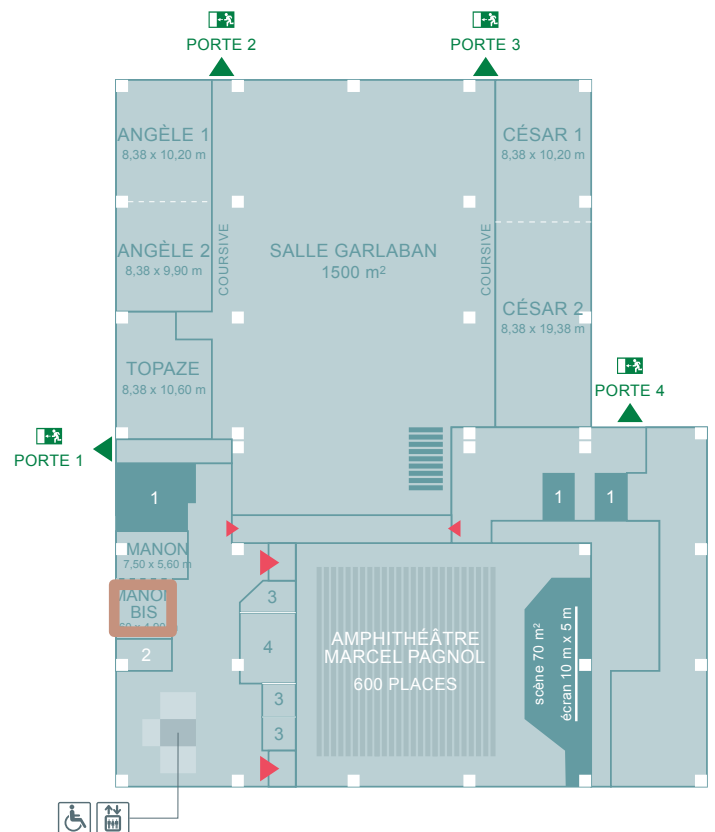 PORTE 2
PORTE 3
ANGÈLE 1
8,38 x 10,20 m
CÉSAR 1
8,38 x 10,20 m
ANGÈLE 2
8,38 x 9,90 m
COURSIVE
SALLE GARLABAN
1500 m²
COURSIVE
CÉSAR 2
8,38 x 19,38 m
TOPAZE
8,38 x 10,60 m
PORTE 4
PORTE 1
1
1
1
MANON
7,50 x 5,60 m
MANON
BIS
2
3
4
3
3
AMPHITHÉÂTRE
MARCEL PAGNOL
600 PLACES
scène 70 m²
écran 10 m x 5 m